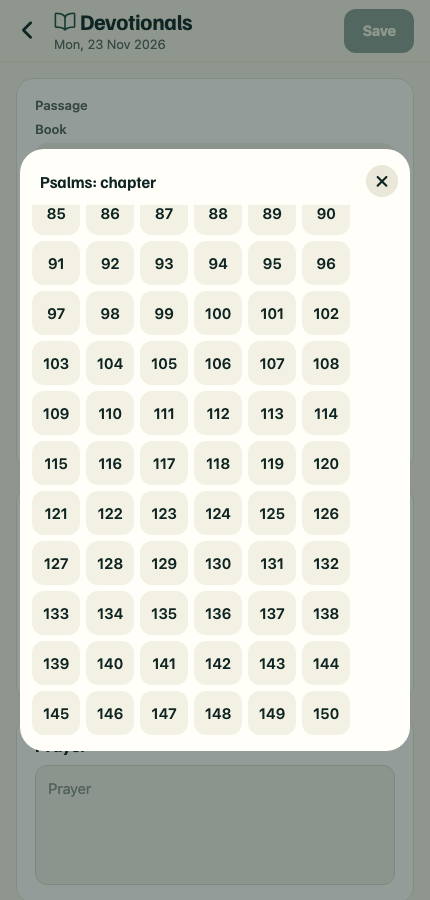 Devotionals
Mon, 23 Nov 2026
Save
Passage
Book
Psalms: chapter
85 86 87 88 89 90
91 92 93 94 95 96
97 98 99 100 101 102
103 104 105 106 107 108
109 110 111 112 113 114
115 116 117 118 119 120
121 122 123 124 125 126
127 128 129 130 131 132
133 134 135 136 137 138
139 140 141 142 143 144
145 146 147 148 149 150
Prayer
Prayer